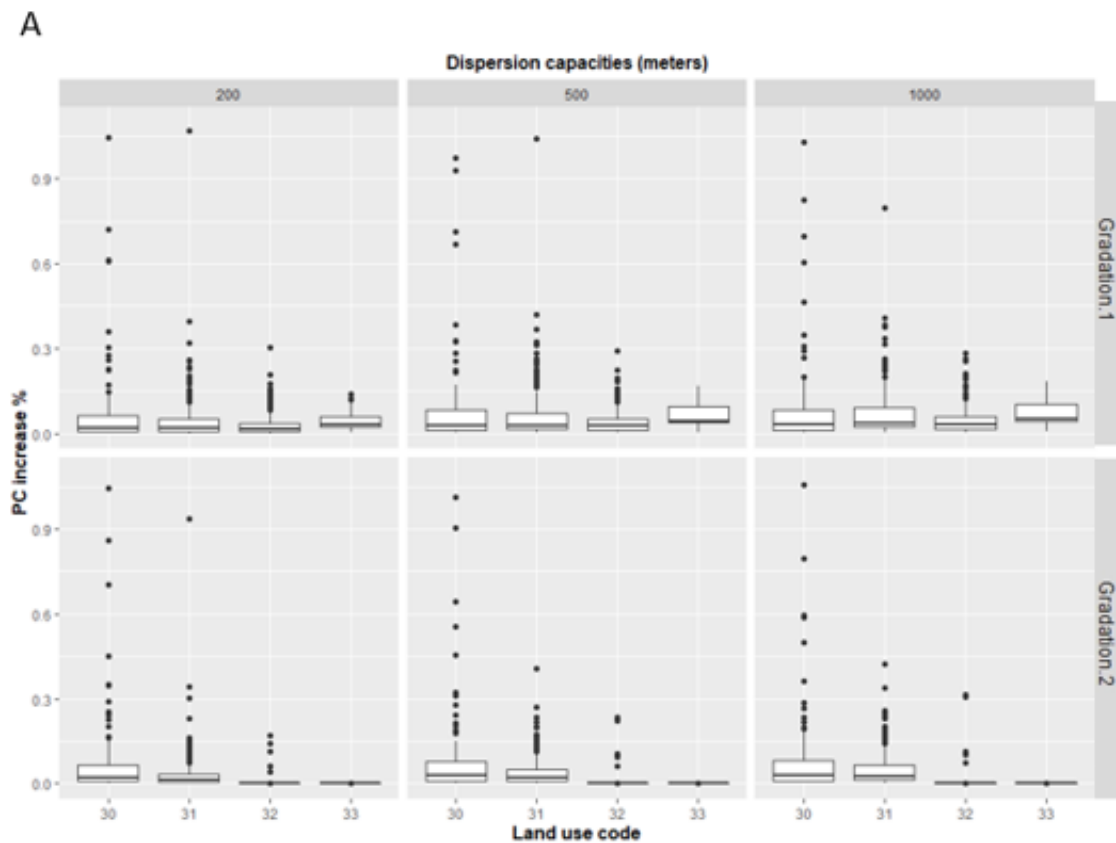 A
Dispersion capacities (meters)
200 500 1000
PC increase %
0.9
0.6
0.3
0.0
Gradation.1
0.9
0.6
0.3
0.0
Gradation.2
30 31 32 33 30 31 32 33 30 31 32 33
Land use code